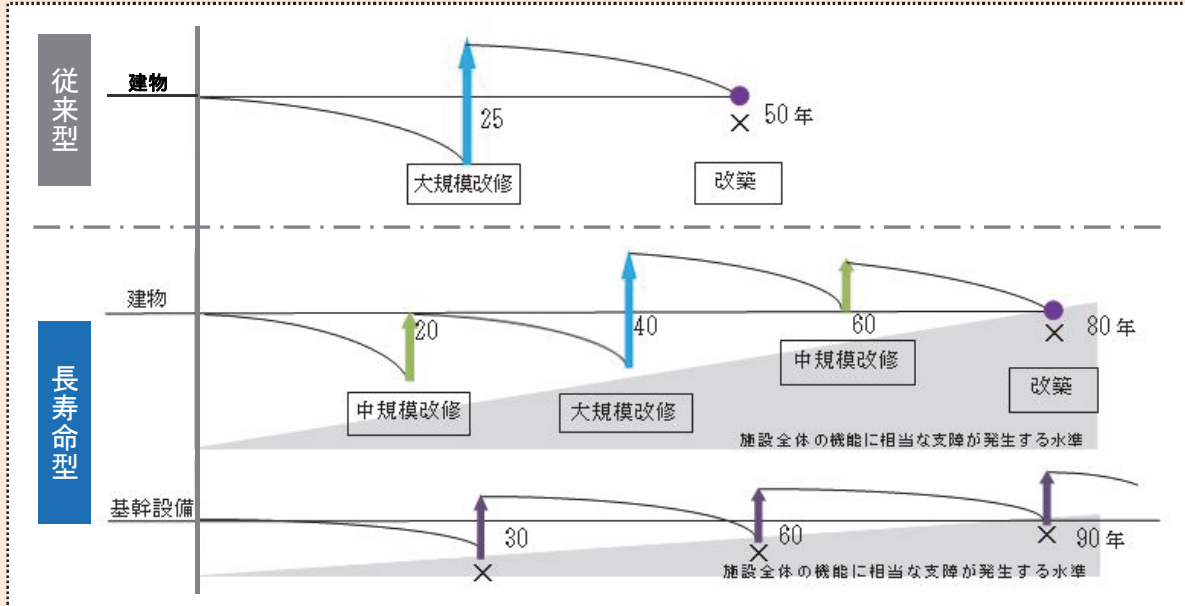 従来型
建物
25
50年
×
大規模改修
改築
長寿命型
建物
20
40
60
80年
×
中規模改修
大規模改修
中規模改修
改築
施設全体の機能に相当な支障が発生する水準
基幹設備
30
60
90年
×
×
×
施設全体の機能に相当な支障が発生する水準